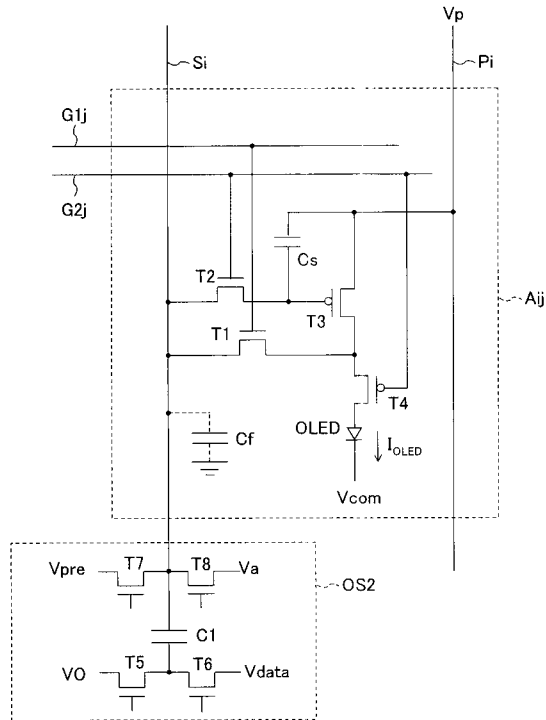 Vp
Si
Pi
G1j
G2j
Cs
T2
T3
Aij
T1
T4
OLED
Cf
IOLED
Vcom
Vpre
T7
T8
Va
OS2
C1
VO
T5
T6
Vdata